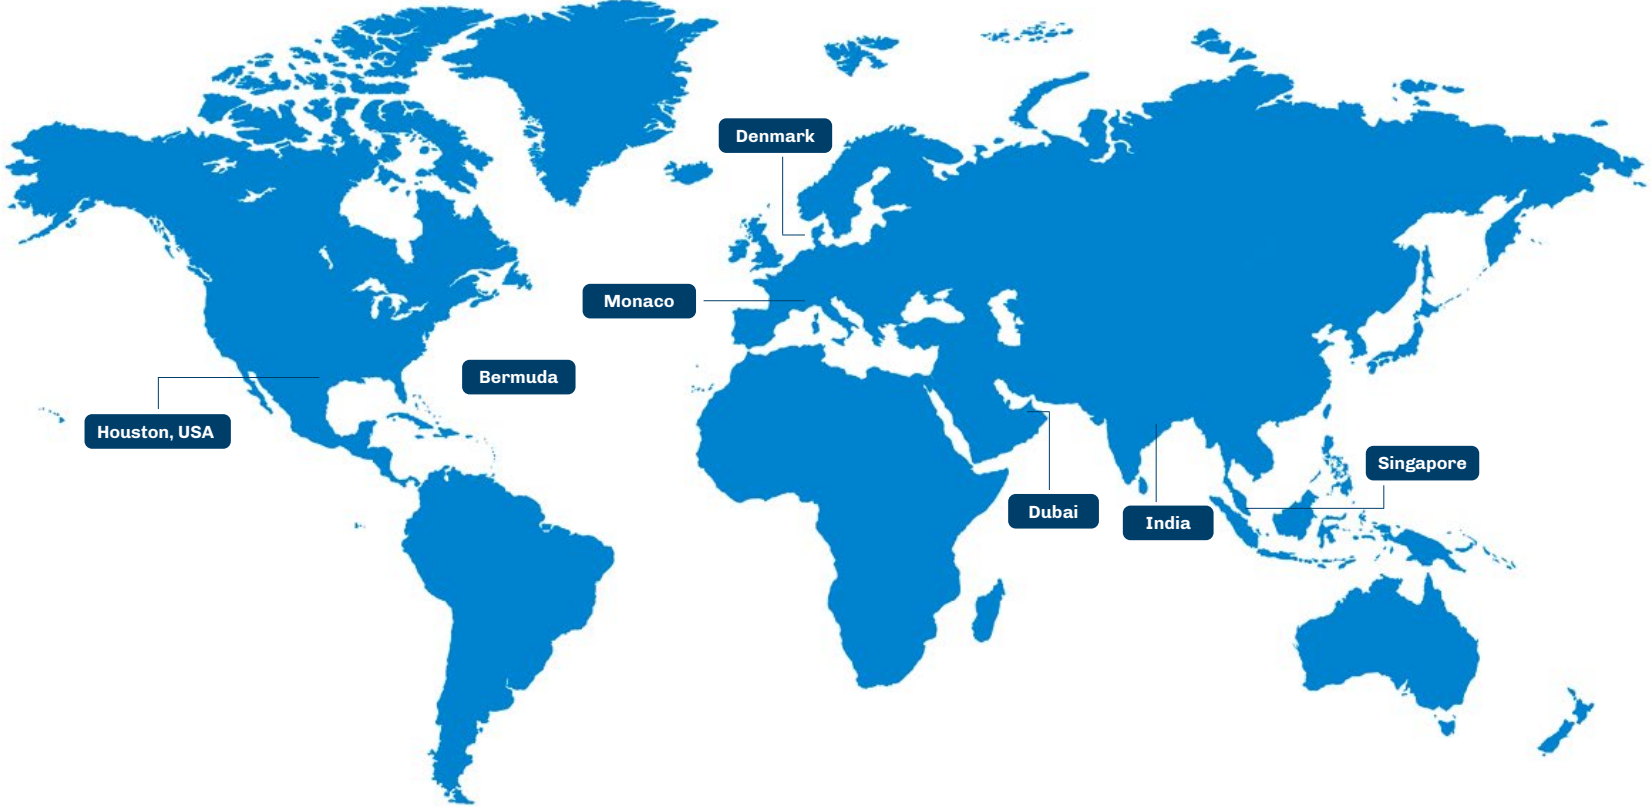 Denmark
Monaco
Bermuda
Houston, USA
Singapore
Dubai
India